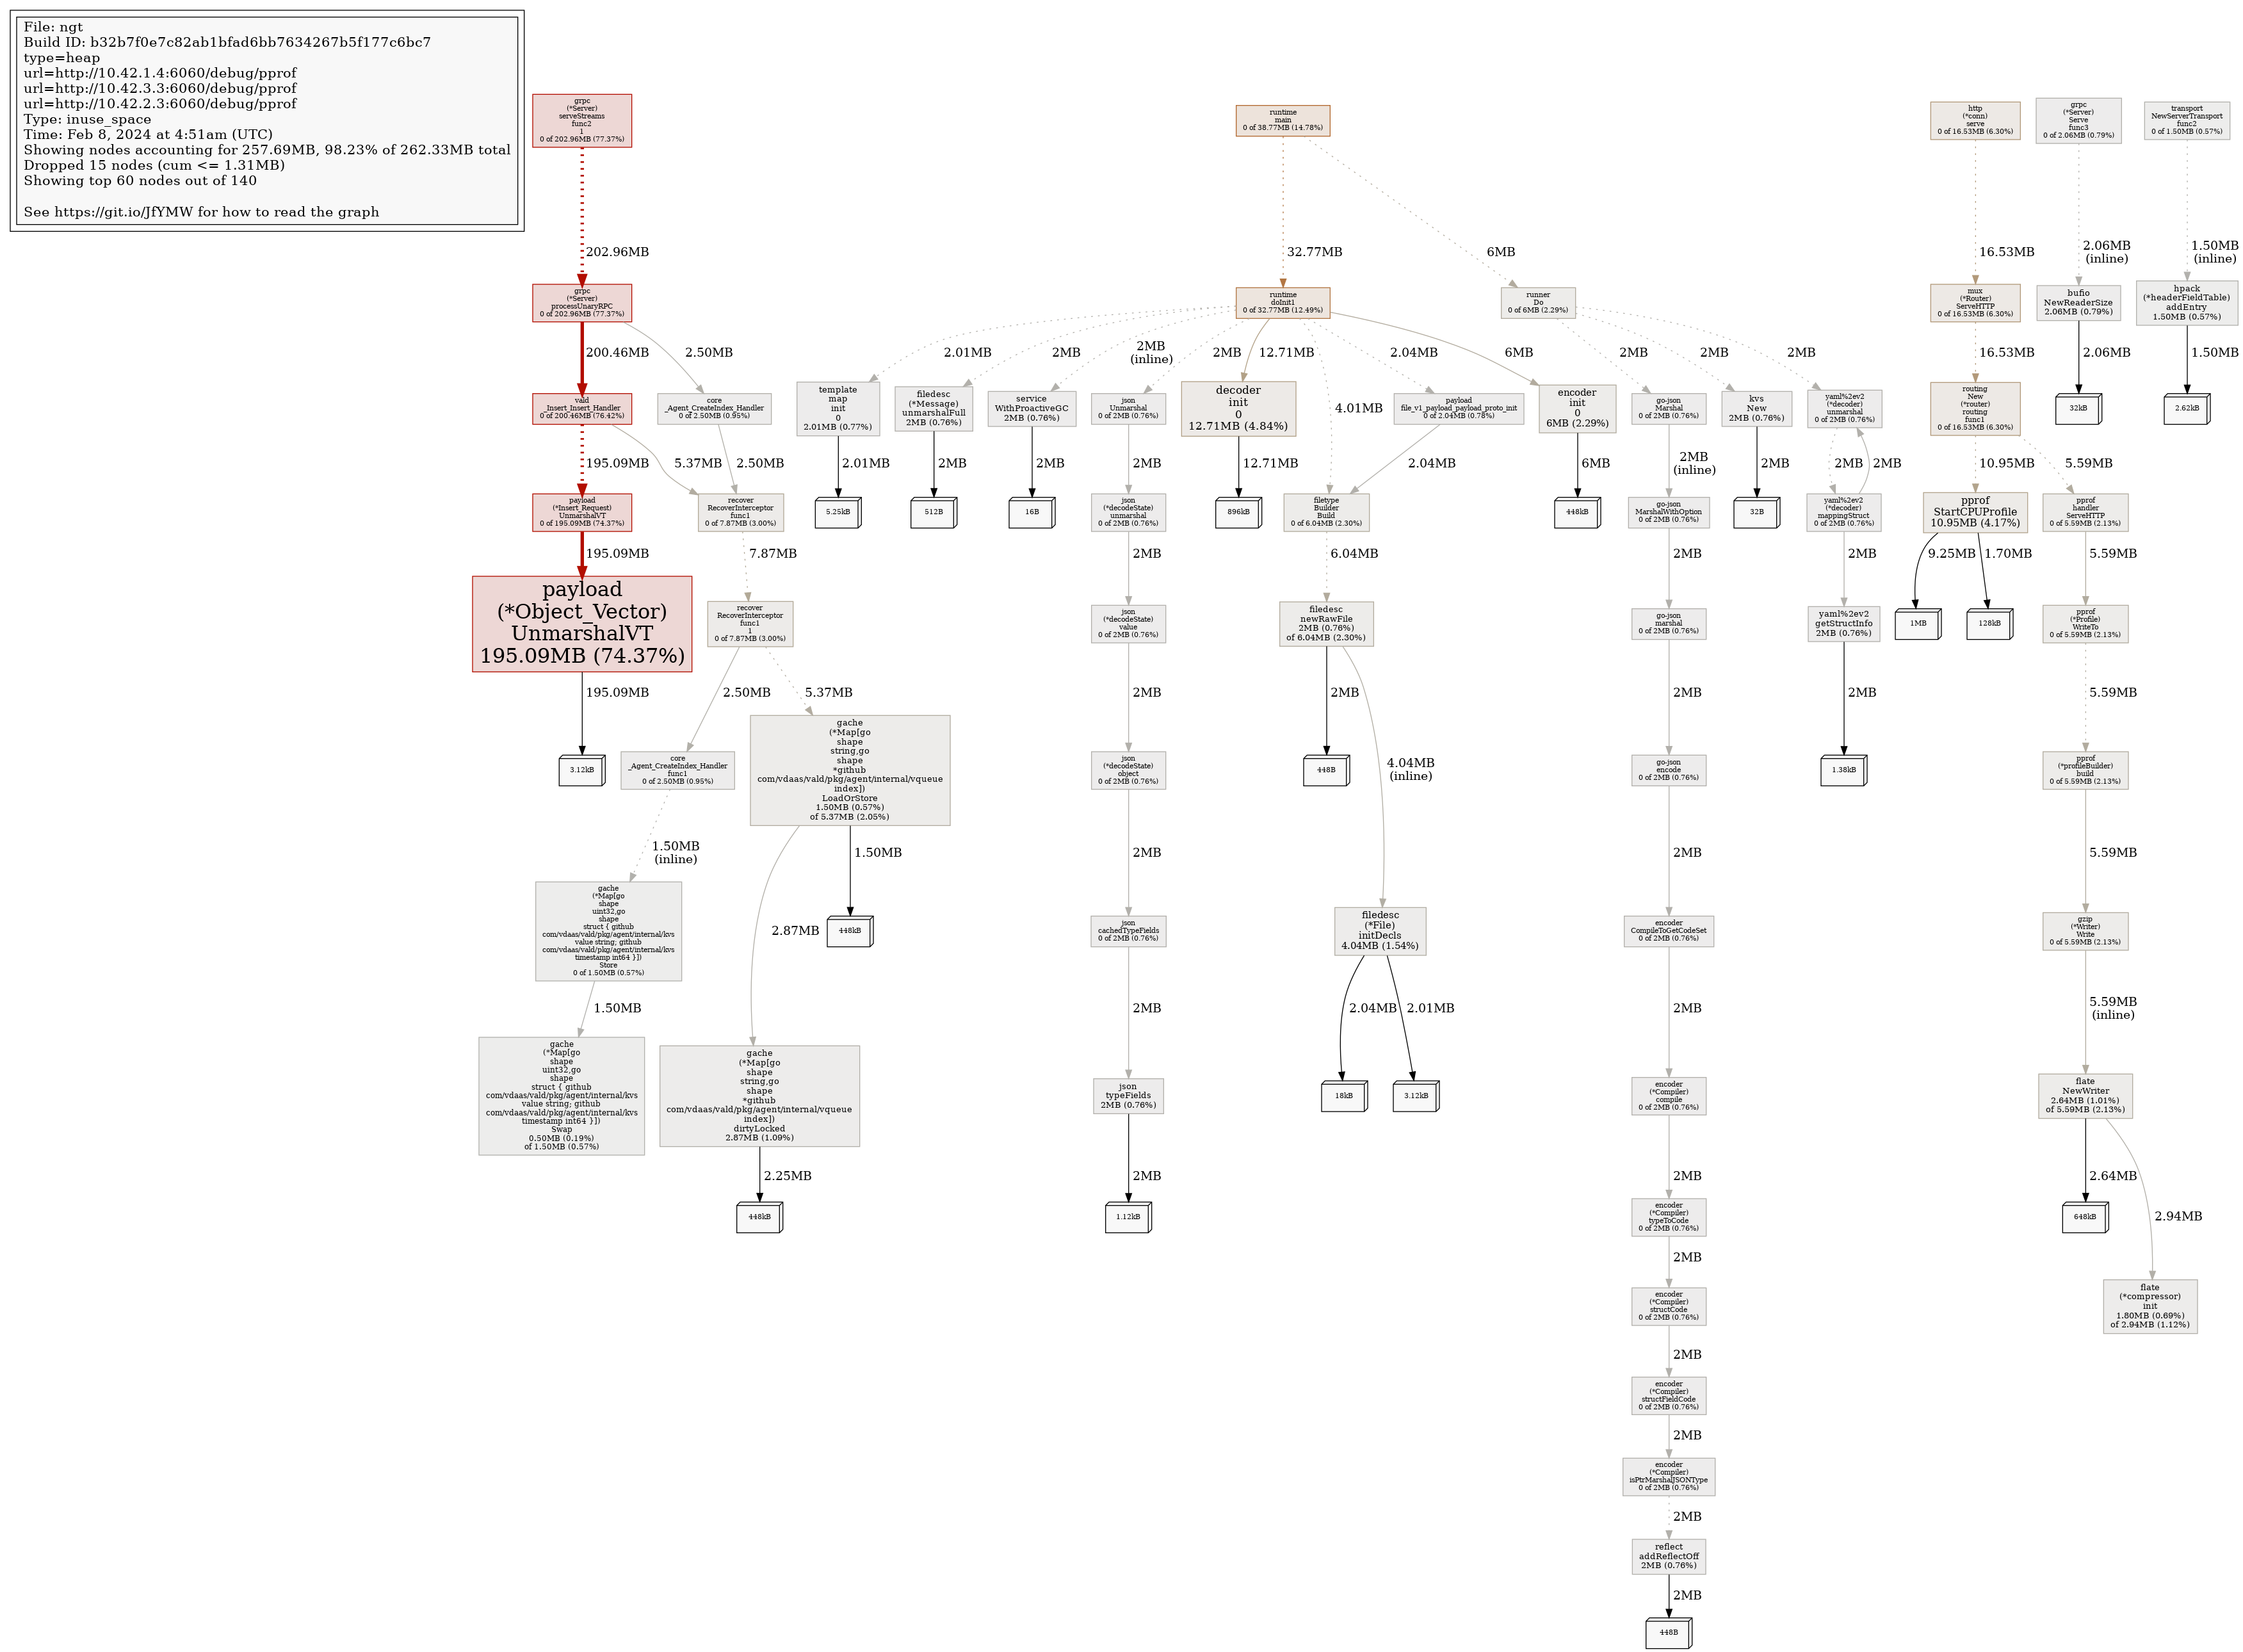 File: ngt
Build ID: b32b7f0e7c82ab1bfad6bb7634267b5f177c6bc7
type=heap
url=http://10.42.1.4:6060/debug/pprof
url=http://10.42.3.3:6060/debug/pprof
url=http://10.42.2.3:6060/debug/pprof
Type: inuse_space
Time: Feb 8, 2024 at 4:51am (UTC)
Showing nodes accounting for 257.69MB, 98.23% of 262.33MB total
Dropped 15 nodes (cum <= 1.31MB)
Showing top 60 nodes out of 140
See https://git.io/JfYMW for how to read the graph
grpc
(*Server)
serveStreams
func2
1
0 of 202.96MB (77.37%)
runtime
main
0 of 38.77MB (14.78%)
http
(*conn)
serve
0 of 16.53MB (6.30%)
grpc
(*Server)
Serve
func3
0 of 2.06MB (0.79%)
transport
NewServerTransport
func2
0 of 1.50MB (0.57%)
202.96MB
32.77MB
6MB
16.53MB
2.06MB
(inline)
1.50MB
(inline)
grpc
(*Server)
processUnaryRPC
0 of 202.96MB (77.37%)
runtime
doInit1
0 of 32.77MB (12.49%)
runner
Do
0 of 6MB (2.29%)
mux
(*Router)
ServeHTTP
0 of 16.53MB (6.30%)
bufio
NewReaderSize
2.06MB (0.79%)
hpack
(*headerFieldTable)
addEntry
1.50MB (0.57%)
200.46MB
2.50MB
2.01MB
2MB
2MB
(inline)
2MB
12.71MB
4.01MB
2.04MB
6MB
2MB
2MB
2MB
16.53MB
2.06MB
1.50MB
vald
_Insert_Insert_Handler
0 of 200.46MB (76.42%)
core
_Agent_CreateIndex_Handler
0 of 2.50MB (0.95%)
template
map
init
0
2.01MB (0.77%)
filedesc
(*Message)
unmarshalFull
2MB (0.76%)
service
WithProactiveGC
2MB (0.76%)
json
Unmarshal
0 of 2MB (0.76%)
decoder
init
0
12.71MB (4.84%)
payload
file_v1_payload_payload_proto_init
0 of 2.04MB (0.78%)
encoder
init
0
6MB (2.29%)
go-json
Marshal
0 of 2MB (0.76%)
kvs
New
2MB (0.76%)
yaml%2ev2
(*decoder)
unmarshal
0 of 2MB (0.76%)
routing
New
(*router)
routing
func1
0 of 16.53MB (6.30%)
32kB
2.62kB
195.09MB
5.37MB
2.50MB
2.01MB
2MB
2MB
2MB
12.71MB
2.04MB
6MB
2MB
(inline)
2MB
2MB
2MB
10.95MB
5.59MB
payload
(*Insert_Request)
UnmarshalVT
0 of 195.09MB (74.37%)
recover
RecoverInterceptor
func1
0 of 7.87MB (3.00%)
5.25kB
512B
16B
json
(*decodeState)
unmarshal
0 of 2MB (0.76%)
896kB
filetype
Builder
Build
0 of 6.04MB (2.30%)
448kB
go-json
MarshalWithOption
0 of 2MB (0.76%)
32B
yaml%2ev2
(*decoder)
mappingStruct
0 of 2MB (0.76%)
pprof
StartCPUProfile
10.95MB (4.17%)
pprof
handler
ServeHTTP
0 of 5.59MB (2.13%)
195.09MB
7.87MB
2MB
6.04MB
2MB
2MB
9.25MB
1.70MB
5.59MB
payload
(*Object_Vector)
UnmarshalVT
195.09MB (74.37%)
recover
RecoverInterceptor
func1
1
0 of 7.87MB (3.00%)
json
(*decodeState)
value
0 of 2MB (0.76%)
filedesc
newRawFile
2MB (0.76%)
of 6.04MB (2.30%)
go-json
marshal
0 of 2MB (0.76%)
yaml%2ev2
getStructInfo
2MB (0.76%)
1MB
128kB
pprof
(*Profile)
WriteTo
0 of 5.59MB (2.13%)
195.09MB
2.50MB
5.37MB
2MB
2MB
4.04MB
(inline)
2MB
2MB
5.59MB
3.12kB
core
_Agent_CreateIndex_Handler
func1
0 of 2.50MB (0.95%)
gache
(*Map[go
shape
string,go
shape
*github
com/vdaas/vald/pkg/agent/internal/vqueue
index])
LoadOrStore
1.50MB (0.57%)
of 5.37MB (2.05%)
json
(*decodeState)
object
0 of 2MB (0.76%)
448B
go-json
encode
0 of 2MB (0.76%)
1.38kB
pprof
(*profileBuilder)
build
0 of 5.59MB (2.13%)
1.50MB
(inline)
2.87MB
1.50MB
2MB
2MB
5.59MB
gache
(*Map[go
shape
uint32,go
shape
struct { github
com/vdaas/vald/pkg/agent/internal/kvs
value string; github
com/vdaas/vald/pkg/agent/internal/kvs
timestamp int64 }])
Store
0 of 1.50MB (0.57%)
448kB
json
cachedTypeFields
0 of 2MB (0.76%)
filedesc
(*File)
initDecls
4.04MB (1.54%)
encoder
CompileToGetCodeSet
0 of 2MB (0.76%)
gzip
(*Writer)
Write
0 of 5.59MB (2.13%)
1.50MB
2MB
2.04MB
2.01MB
2MB
5.59MB
(inline)
gache
(*Map[go
shape
uint32,go
shape
struct { github
com/vdaas/vald/pkg/agent/internal/kvs
value string; github
com/vdaas/vald/pkg/agent/internal/kvs
timestamp int64 }])
Swap
0.50MB (0.19%)
of 1.50MB (0.57%)
gache
(*Map[go
shape
string,go
shape
*github
com/vdaas/vald/pkg/agent/internal/vqueue
index])
dirtyLocked
2.87MB (1.09%)
json
typeFields
2MB (0.76%)
18kB
3.12kB
encoder
(*Compiler)
compile
0 of 2MB (0.76%)
flate
NewWriter
2.64MB (1.01%)
of 5.59MB (2.13%)
2.25MB
2MB
2MB
2.64MB
2.94MB
448kB
1.12kB
encoder
(*Compiler)
typeToCode
0 of 2MB (0.76%)
648kB
2MB
encoder
(*Compiler)
structCode
0 of 2MB (0.76%)
flate
(*compressor)
init
1.80MB (0.69%)
of 2.94MB (1.12%)
2MB
encoder
(*Compiler)
structFieldCode
0 of 2MB (0.76%)
2MB
encoder
(*Compiler)
isPtrMarshalJSONType
0 of 2MB (0.76%)
2MB
reflect
addReflectOff
2MB (0.76%)
2MB
448B